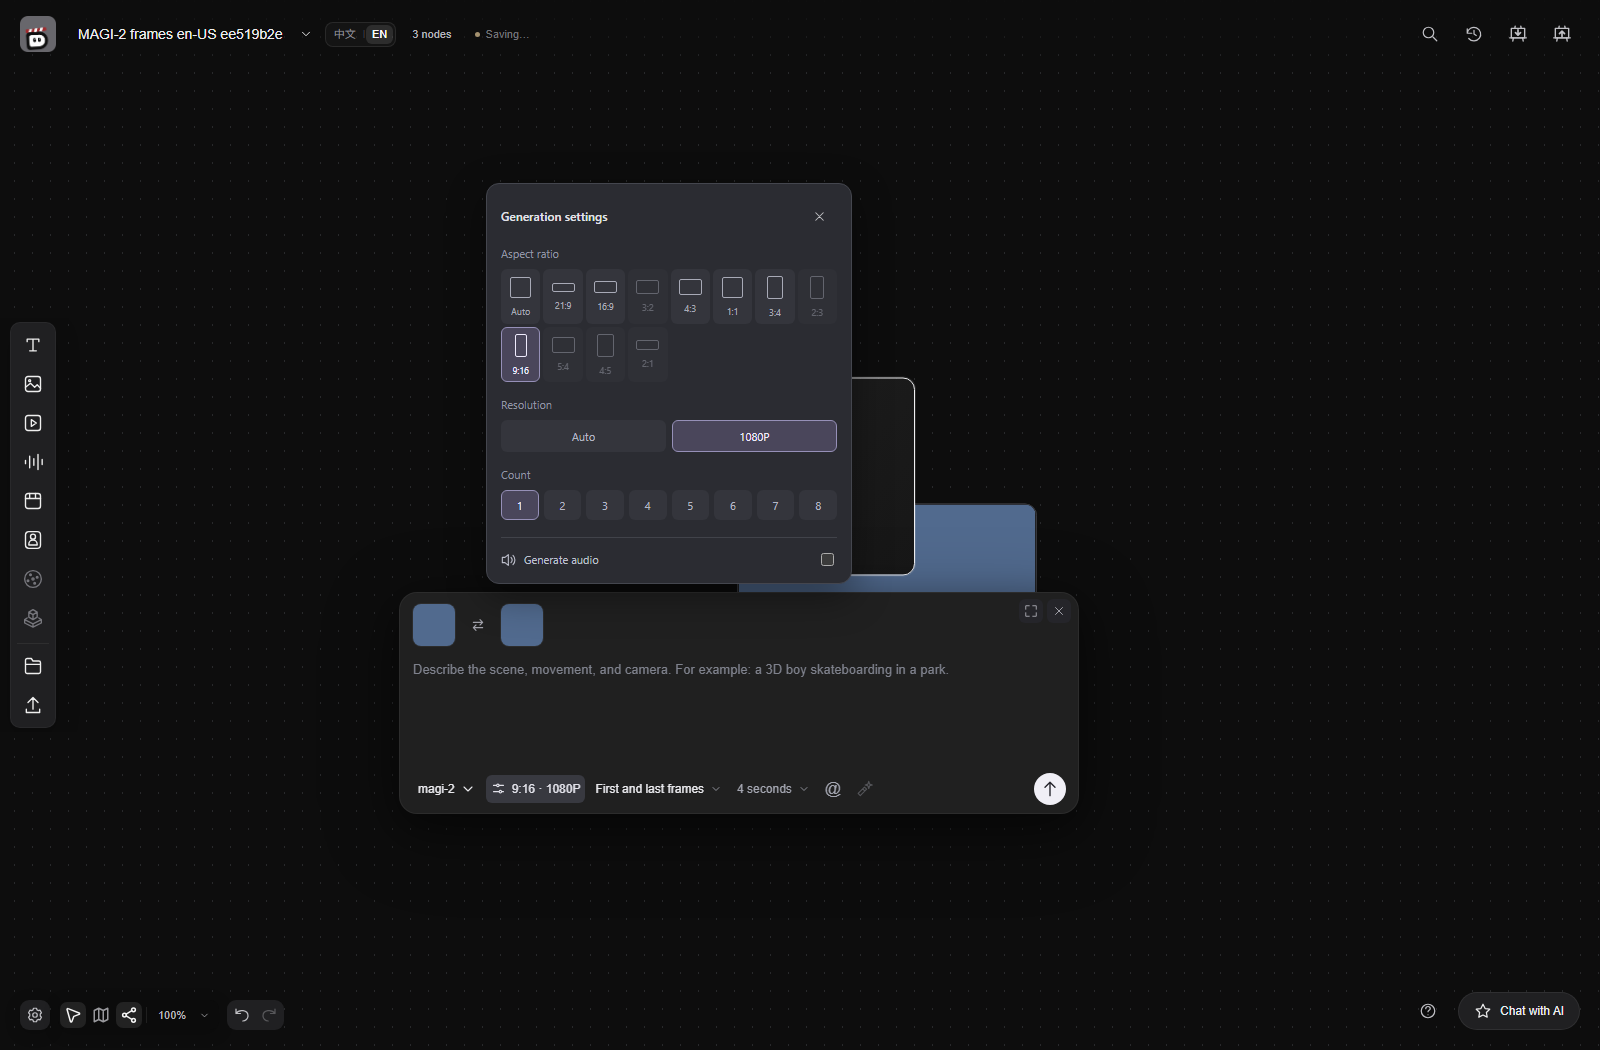 MAGI-2 frames en-US ee519b2e
中文 EN
3 nodes
Saving...
Generation settings
Aspect ratio
Auto 21:9 16:9 3:2 4:3 1:1 3:4 2:3
9:16 5:4 4:5 2:1
Resolution
Auto 1080P
Count
1 2 3 4 5 6 7 8
Generate audio
Describe the scene, movement, and camera. For example: a 3D boy skateboarding in a park.
magi-2 9:16 · 1080P First and last frames 4 seconds @
100%
Chat with AI